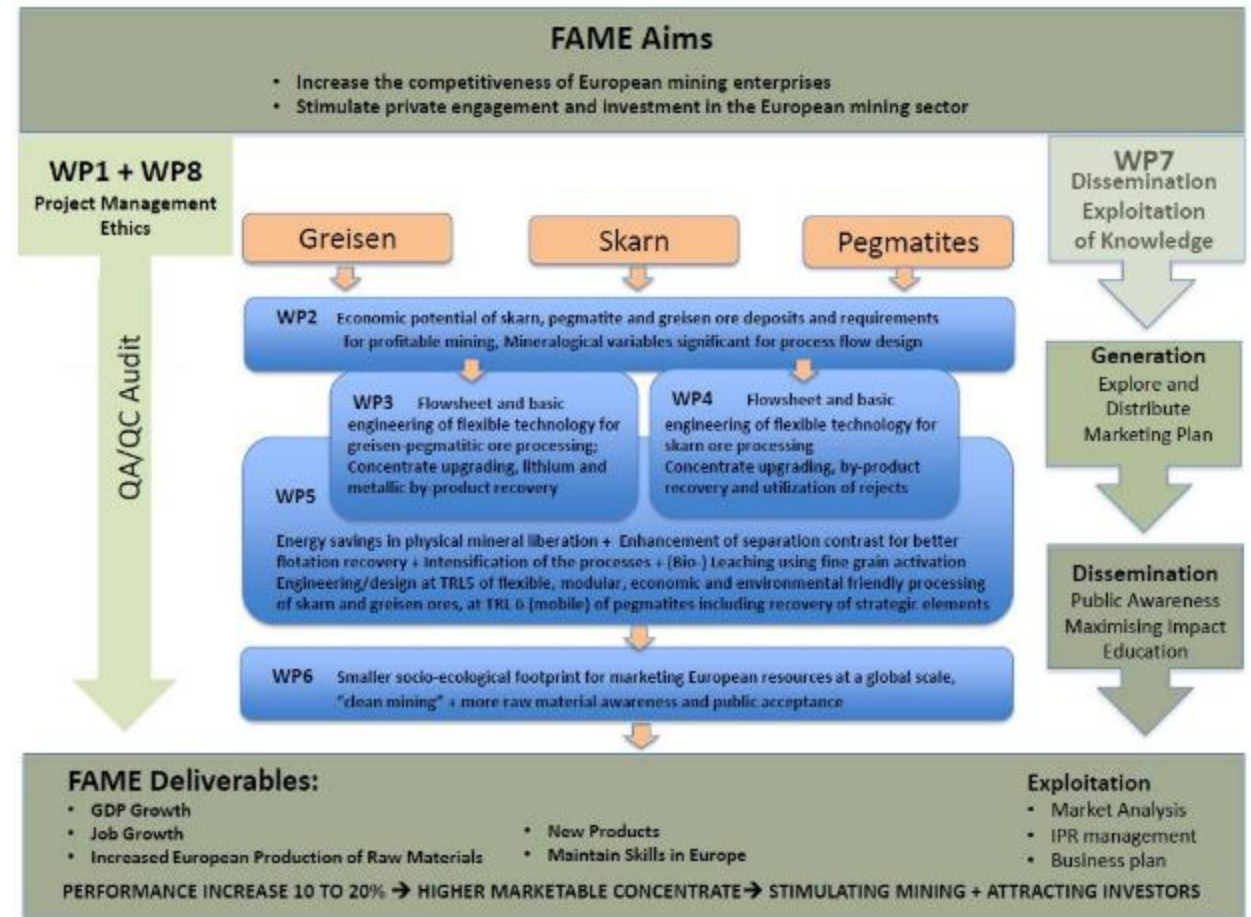 FAME Aims
• Increase the competitiveness of European mining enterprises
• Stimulate private engagement and investment in the European mining sector
WP1 + WP8
Project Management
Ethics
QA/QC Audit
Greisen
Skarn
Pegmatites
WP2 Economic potential of skarn, pegmatite and greisen ore deposits and requirements
for profitable mining, Mineralogical variables significant for process flow design
WP3 Flowsheet and basic
engineering of flexible technology for
greisen-pegmatitic ore processing;
Concentrate upgrading, lithium and
metallic by-product recovery
WP4 Flowsheet and basic
engineering of flexible technology for
skarn ore processing
Concentrate upgrading, by-product
recovery and utilization of rejects
WP5
Energy savings in physical mineral liberation + Enhancement of separation contrast for better
flotation recovery + Intensification of the processes + (Bio-) Leaching using fine grain activation
Engineering/design at TRL5 of flexible, modular, economic and environmental friendly processing
of skarn and greisen ores, at TRL 6 (mobile) of pegmatites including recovery of strategic elements
WP6 Smaller socio-ecological footprint for marketing European resources at a global scale,
"clean mining" + more raw material awareness and public acceptance
WP7
Dissemination
Exploitation
of Knowledge
Generation
Explore and
Distribute
Marketing Plan
Dissemination
Public Awareness
Maximising Impact
Education
FAME Deliverables:
• GDP Growth
• Job Growth
• Increased European Production of Raw Materials
• New Products
• Maintain Skills in Europe
Exploitation
• Market Analysis
• IPR management
• Business plan
PERFORMANCE INCREASE 10 TO 20% → HIGHER MARKETABLE CONCENTRATE → STIMULATING MINING + ATTRACTING INVESTORS